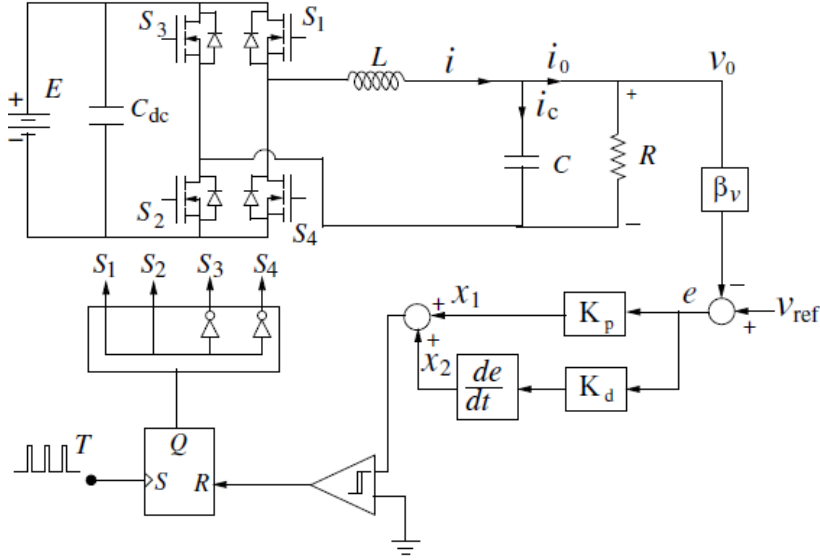 S3
S1
L
i
i0
v0
+
E
Cdc
ic
+
−
C
R
βv
S2
S4
−
S1 S2 S3 S4
−
x1
Kp
e
vref
+
+
+
x2
de/dt
Kd
T
Q
S
R